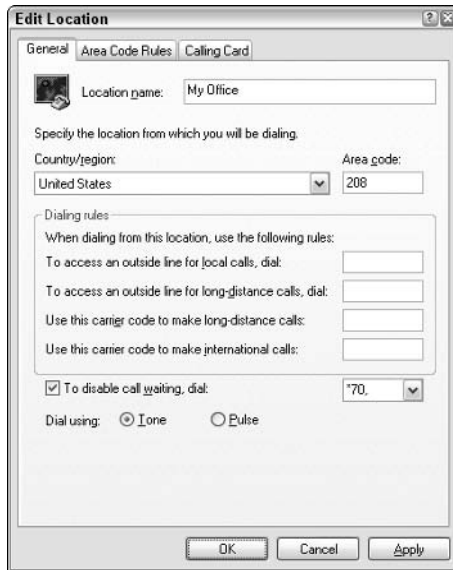 Edit Location
General Area Code Rules Calling Card
Location name: My Office
Specify the location from which you will be dialing.
Country/region: Area code:
United States 208
Dialing rules
When dialing from this location, use the following rules:
To access an outside line for local calls, dial:
To access an outside line for long-distance calls, dial:
Use this carrier code to make long-distance calls:
Use this carrier code to make international calls:
To disable call waiting, dial: *70,
Dial using: Tone Pulse
OK Cancel Apply